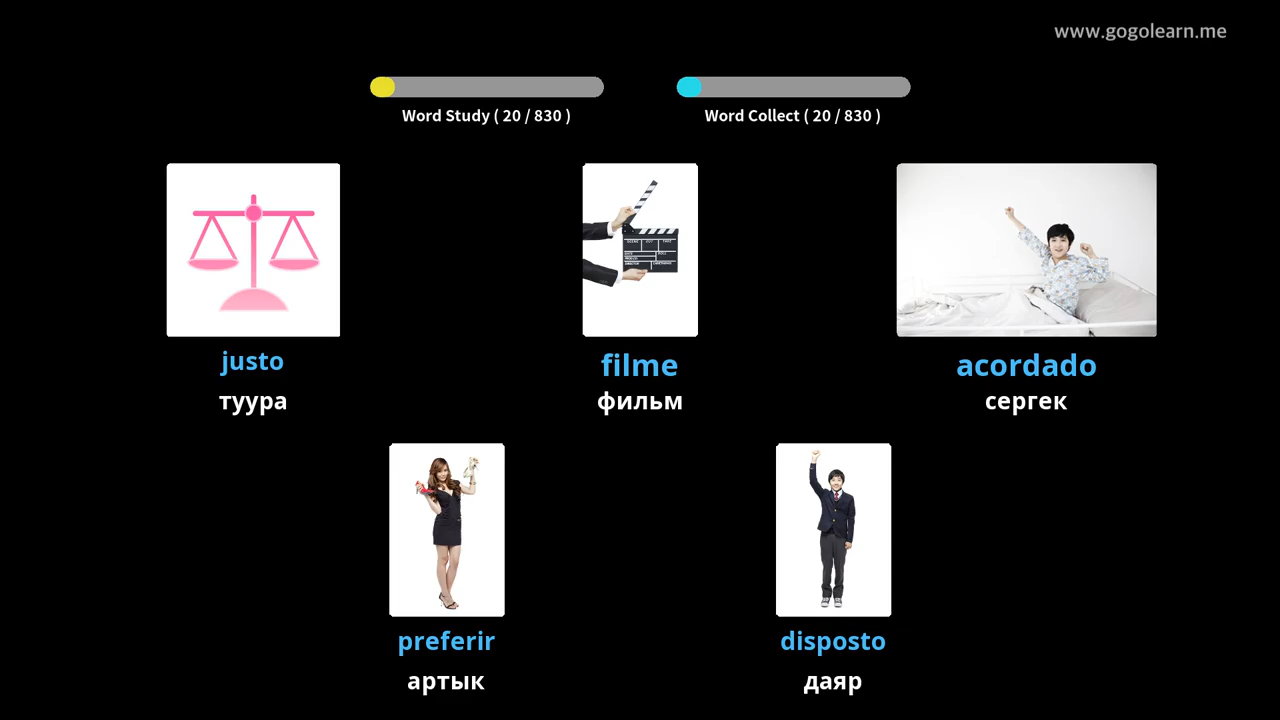 www.gogolearn.me
Word Study ( 20 / 830 )
Word Collect ( 20 / 830 )
justo
туура
filme
фильм
acordado
сергек
preferir
артык
disposto
даяр